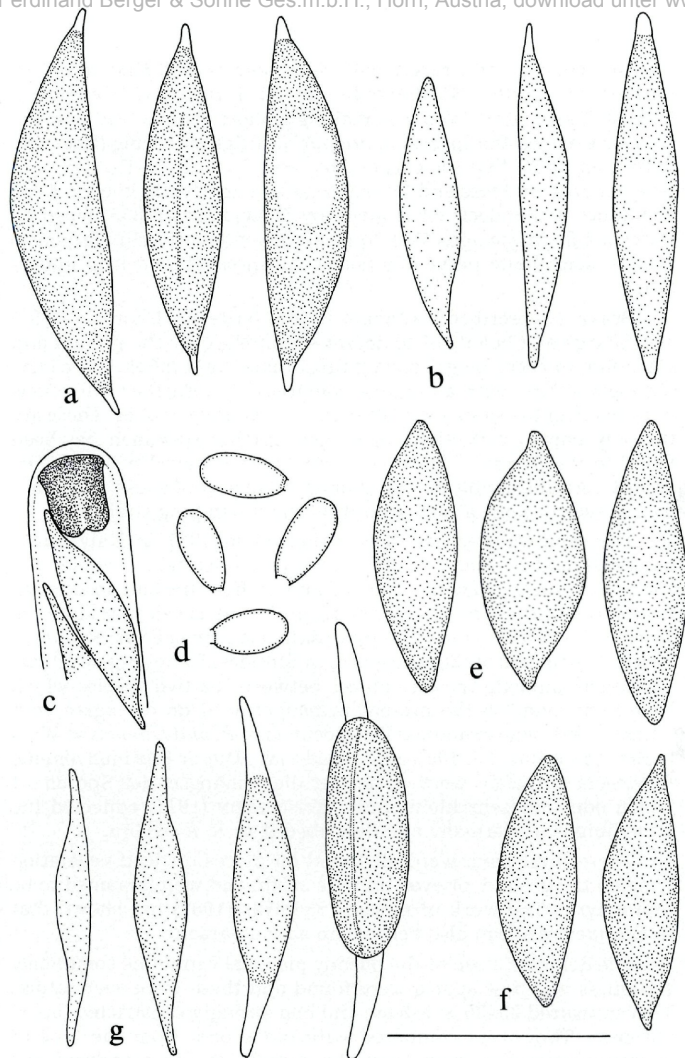 Ferdinand Berger & Söhne Ges.m.b.H., Horn, Austria, download unter
a
b
c
d
e
f
g